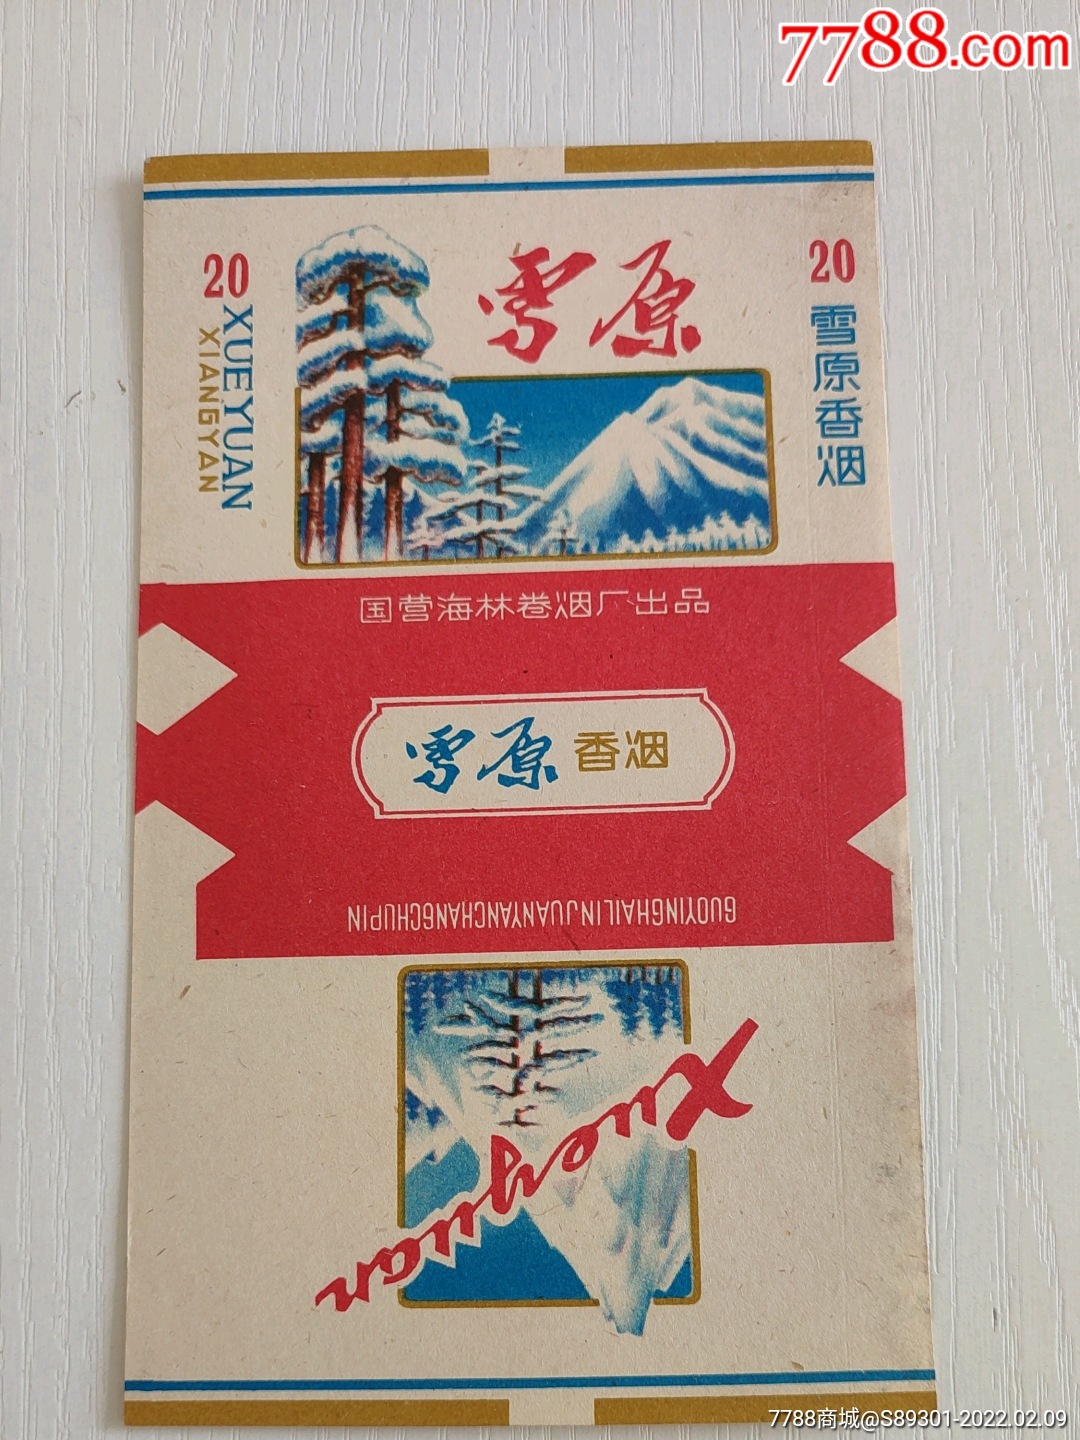 7788.com
20
XUEYUAN
XIANGYAN
雪原
20
雪原香烟
国营海林卷烟厂出品
雪原香烟
GUOYINGHAILINJUANYANCHANGCHUPIN
Xueyuan
7788商城@S89301-2022.02.09